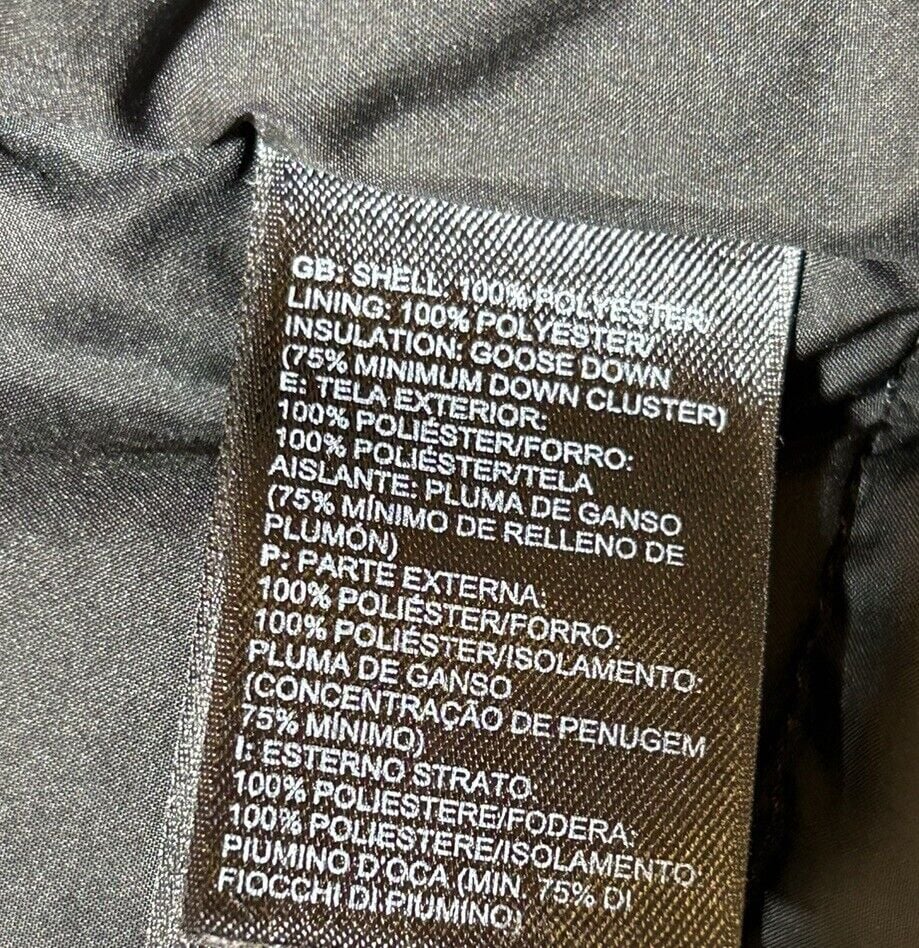 GB: SHELL: 100% POLYESTER/
LINING: 100% POLYESTER/
INSULATION: GOOSE DOWN
(75% MINIMUM DOWN CLUSTER)
E: TELA EXTERIOR:
100% POLIÉSTER/FORRO:
100% POLIÉSTER/TELA
AISLANTE: PLUMA DE GANSO
(75% MÍNIMO DE RELLENO DE
PLUMÓN)
P: PARTE EXTERNA:
100% POLIÉSTER/FORRO:
100% POLIÉSTER/ISOLAMENTO:
PLUMA DE GANSO
(CONCENTRAÇÃO DE PENUGEM
75% MÍNIMO)
I: ESTERNO STRATO:
100% POLIESTERE/FODERA:
100% POLIESTERE/ISOLAMENTO:
PIUMINO D'OCA (MIN. 75% DI
FIOCCHI DI PIUMINO)